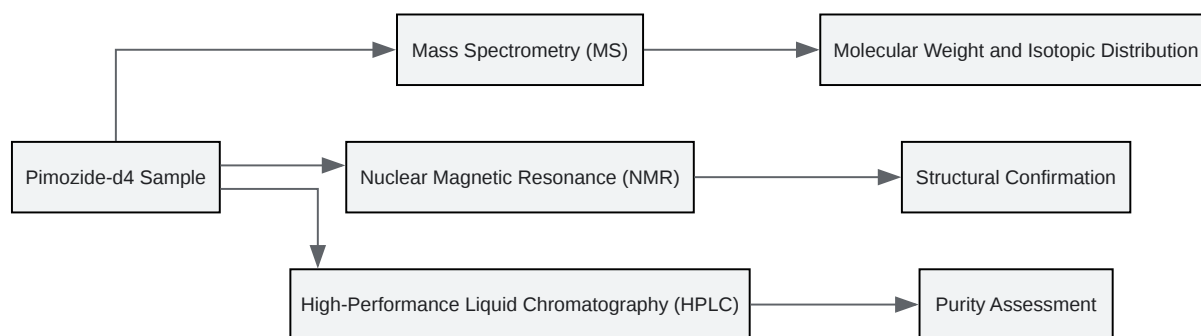 Mass Spectrometry (MS)
Molecular Weight and Isotopic Distribution
Pimozide-d4 Sample
Nuclear Magnetic Resonance (NMR)
Structural Confirmation
High-Performance Liquid Chromatography (HPLC)
Purity Assessment